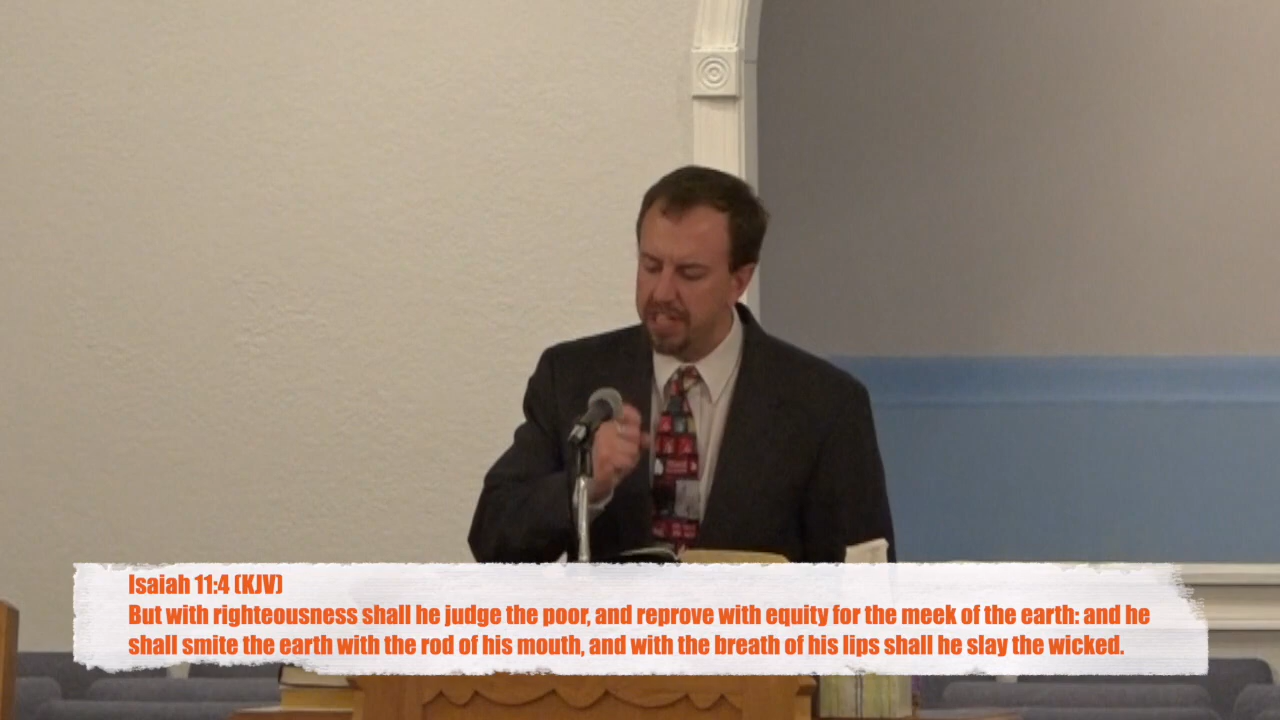 Isaiah 11:4 (KJV)
But with righteousness shall he judge the poor, and reprove with equity for the meek of the earth: and he
shall smite the earth with the rod of his mouth, and with the breath of his lips shall he slay the wicked.